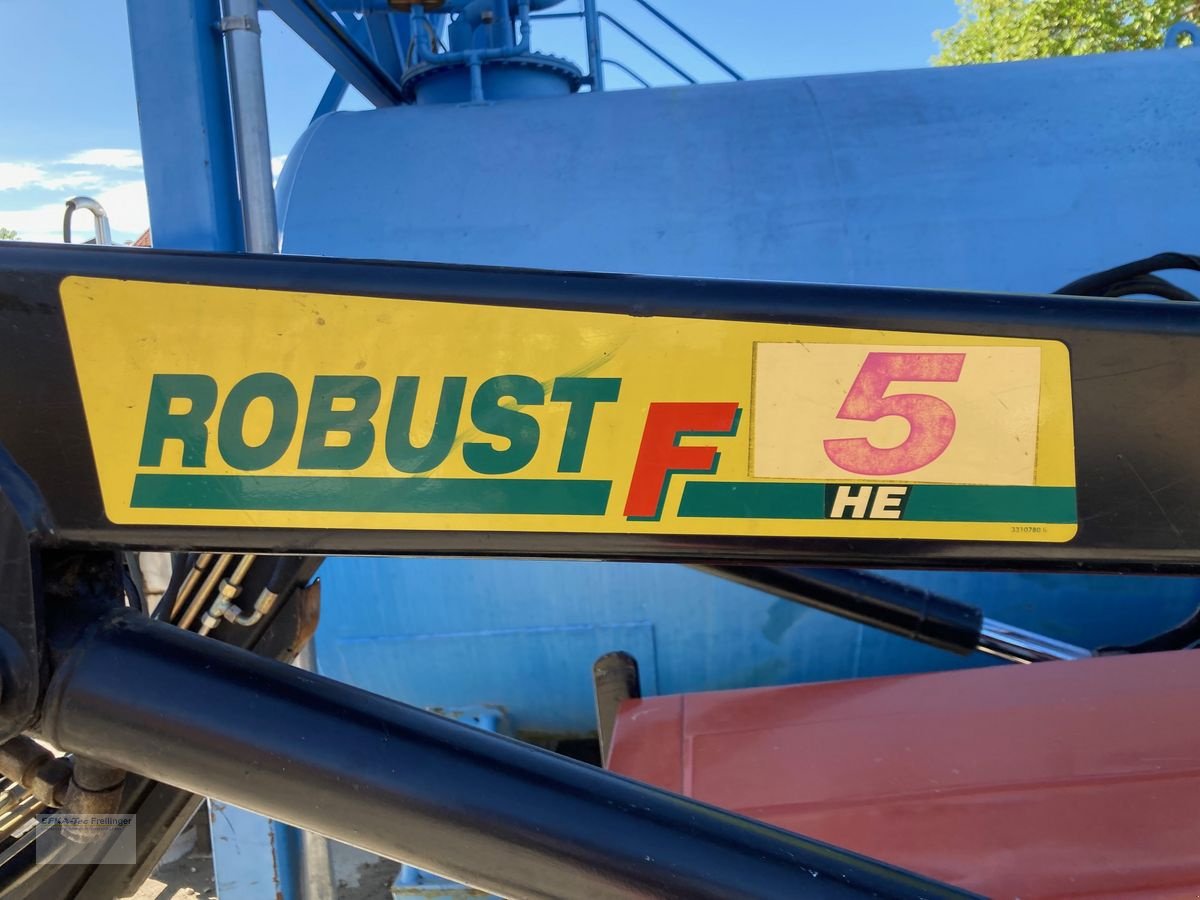 ROBUST F 5
HE
3310780 b
EFKA-Tec Freilinger